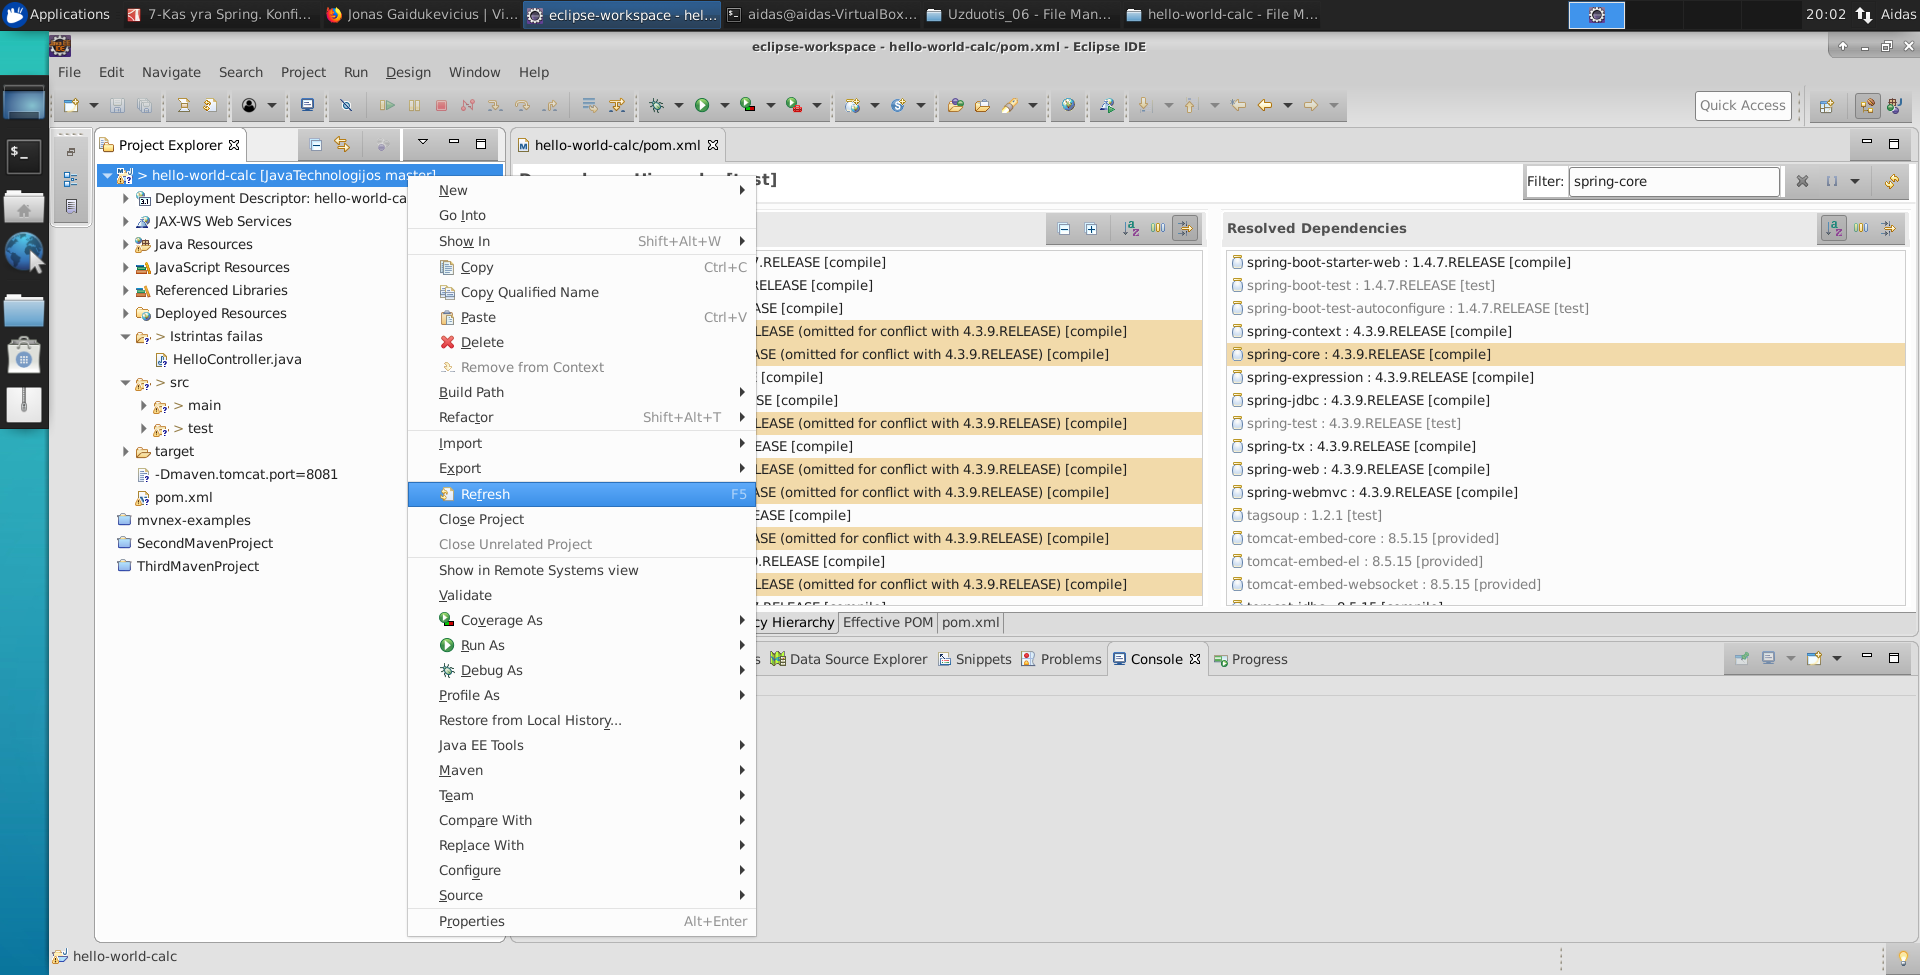 Applications
7-Kas yra Spring. Konfi...
Jonas Gaidukevicius | Vi...
eclipse-workspace - hel...
aidas@aidas-VirtualBox...
Uzduotis_06 - File Man...
hello-world-calc - File M...
20:02
Aidas
eclipse-workspace - hello-world-calc/pom.xml - Eclipse IDE
File Edit Navigate Search Project Run Design Window Help
Quick Access
Project Explorer
> hello-world-calc [JavaTechnologijos master]
Deployment Descriptor: hello-world-ca
JAX-WS Web Services
Java Resources
JavaScript Resources
Referenced Libraries
Deployed Resources
> Istrintas failas
HelloController.java
> src
> main
> test
target
-Dmaven.tomcat.port=8081
pom.xml
mvnex-examples
SecondMavenProject
ThirdMavenProject
New
Go Into
Show In Shift+Alt+W
Copy Ctrl+C
Copy Qualified Name
Paste Ctrl+V
Delete
Remove from Context
Build Path
Refactor Shift+Alt+T
Import
Export
Refresh F5
Close Project
Close Unrelated Project
Show in Remote Systems view
Validate
Coverage As
Run As
Debug As
Profile As
Restore from Local History...
Java EE Tools
Maven
Team
Compare With
Replace With
Configure
Source
Properties Alt+Enter
hello-world-calc/pom.xml
[test]
Filter: spring-core
.RELEASE [compile]
ELEASE [compile]
ASE [compile]
LEASE (omitted for conflict with 4.3.9.RELEASE) [compile]
ASE (omitted for conflict with 4.3.9.RELEASE) [compile]
[compile]
SE [compile]
LEASE (omitted for conflict with 4.3.9.RELEASE) [compile]
EASE [compile]
LEASE (omitted for conflict with 4.3.9.RELEASE) [compile]
ASE (omitted for conflict with 4.3.9.RELEASE) [compile]
EASE [compile]
ASE (omitted for conflict with 4.3.9.RELEASE) [compile]
.RELEASE [compile]
LEASE (omitted for conflict with 4.3.9.RELEASE) [compile]
Resolved Dependencies
spring-boot-starter-web : 1.4.7.RELEASE [compile]
spring-boot-test : 1.4.7.RELEASE [test]
spring-boot-test-autoconfigure : 1.4.7.RELEASE [test]
spring-context : 4.3.9.RELEASE [compile]
spring-core : 4.3.9.RELEASE [compile]
spring-expression : 4.3.9.RELEASE [compile]
spring-jdbc : 4.3.9.RELEASE [compile]
spring-test : 4.3.9.RELEASE [test]
spring-tx : 4.3.9.RELEASE [compile]
spring-web : 4.3.9.RELEASE [compile]
spring-webmvc : 4.3.9.RELEASE [compile]
tagsoup : 1.2.1 [test]
tomcat-embed-core : 8.5.15 [provided]
tomcat-embed-el : 8.5.15 [provided]
tomcat-embed-websocket : 8.5.15 [provided]
tomcat-jdbc : 8.5.15 [compile]
cy Hierarchy Effective POM pom.xml
s Data Source Explorer Snippets Problems Console Progress
hello-world-calc